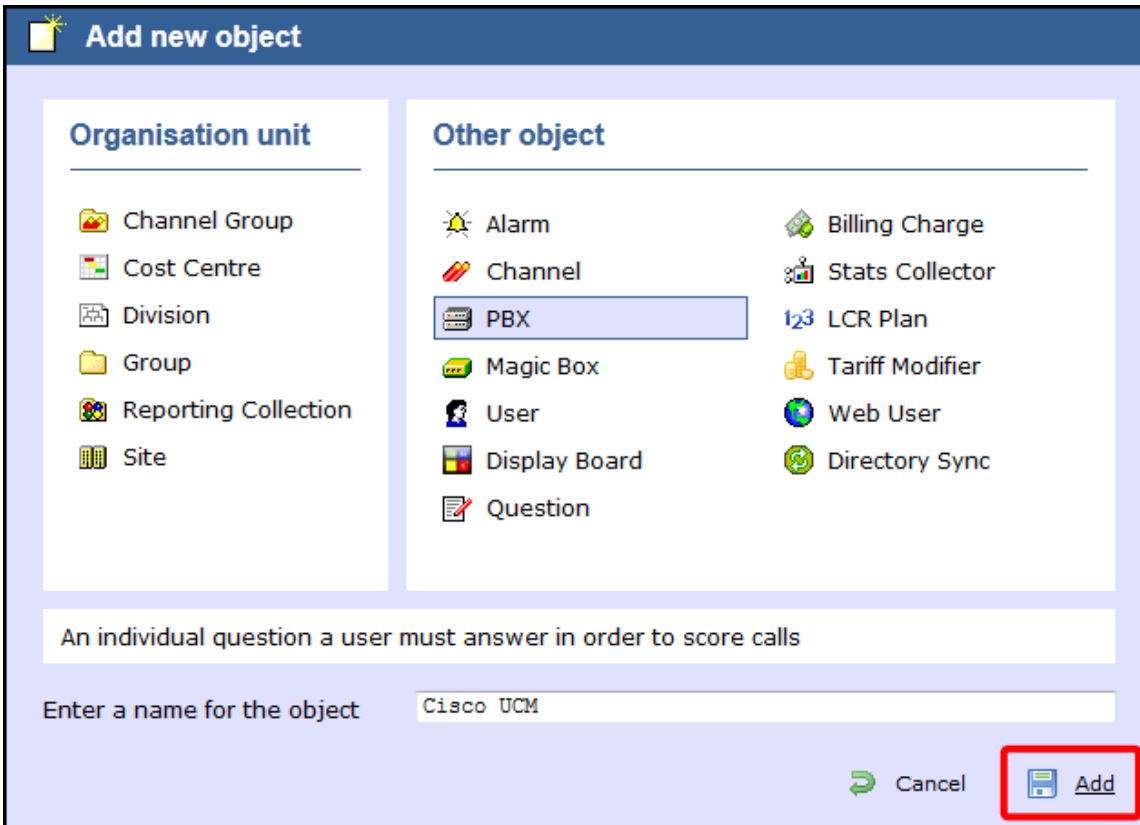 Add new object
Organisation unit
Channel Group
Cost Centre
Division
Group
Reporting Collection
Site
Other object
Alarm
Channel
PBX
Magic Box
User
Display Board
Question
Billing Charge
Stats Collector
123 LCR Plan
Tariff Modifier
Web User
Directory Sync
An individual question a user must answer in order to score calls
Enter a name for the object
Cisco UCM
Cancel
Add